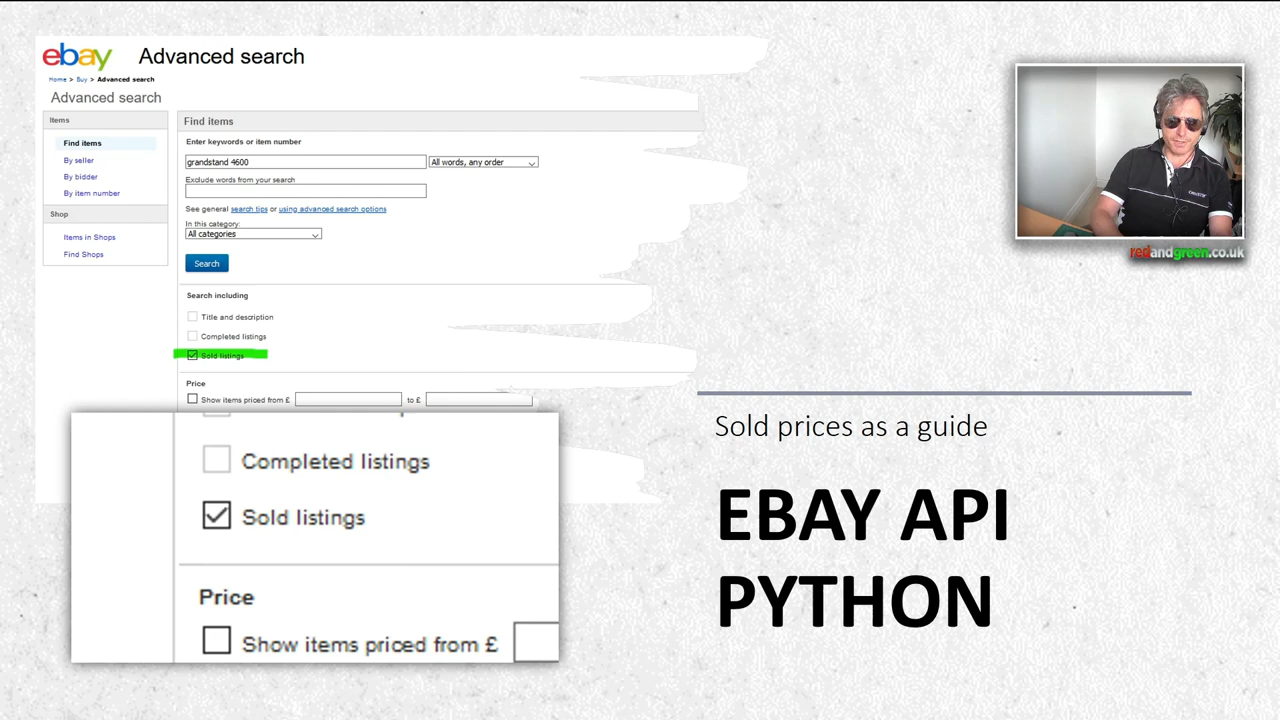 ebay Advanced search
Home > Buy > Advanced search
Advanced search
Items
Find items
By seller
By bidder
By item number
Shop
Items in Shops
Find Shops
Find items
Enter keywords or item number
grandstand 4600 All words, any order
Exclude words from your search
See general search tips or using advanced search options
In this category:
All categories
Search
Search including
Title and description
Completed listings
Sold listings
Price
Show items priced from £ to £
Completed listings
Sold listings
Price
Show items priced from £
redandgreen.co.uk
Sold prices as a guide
EBAY API
PYTHON